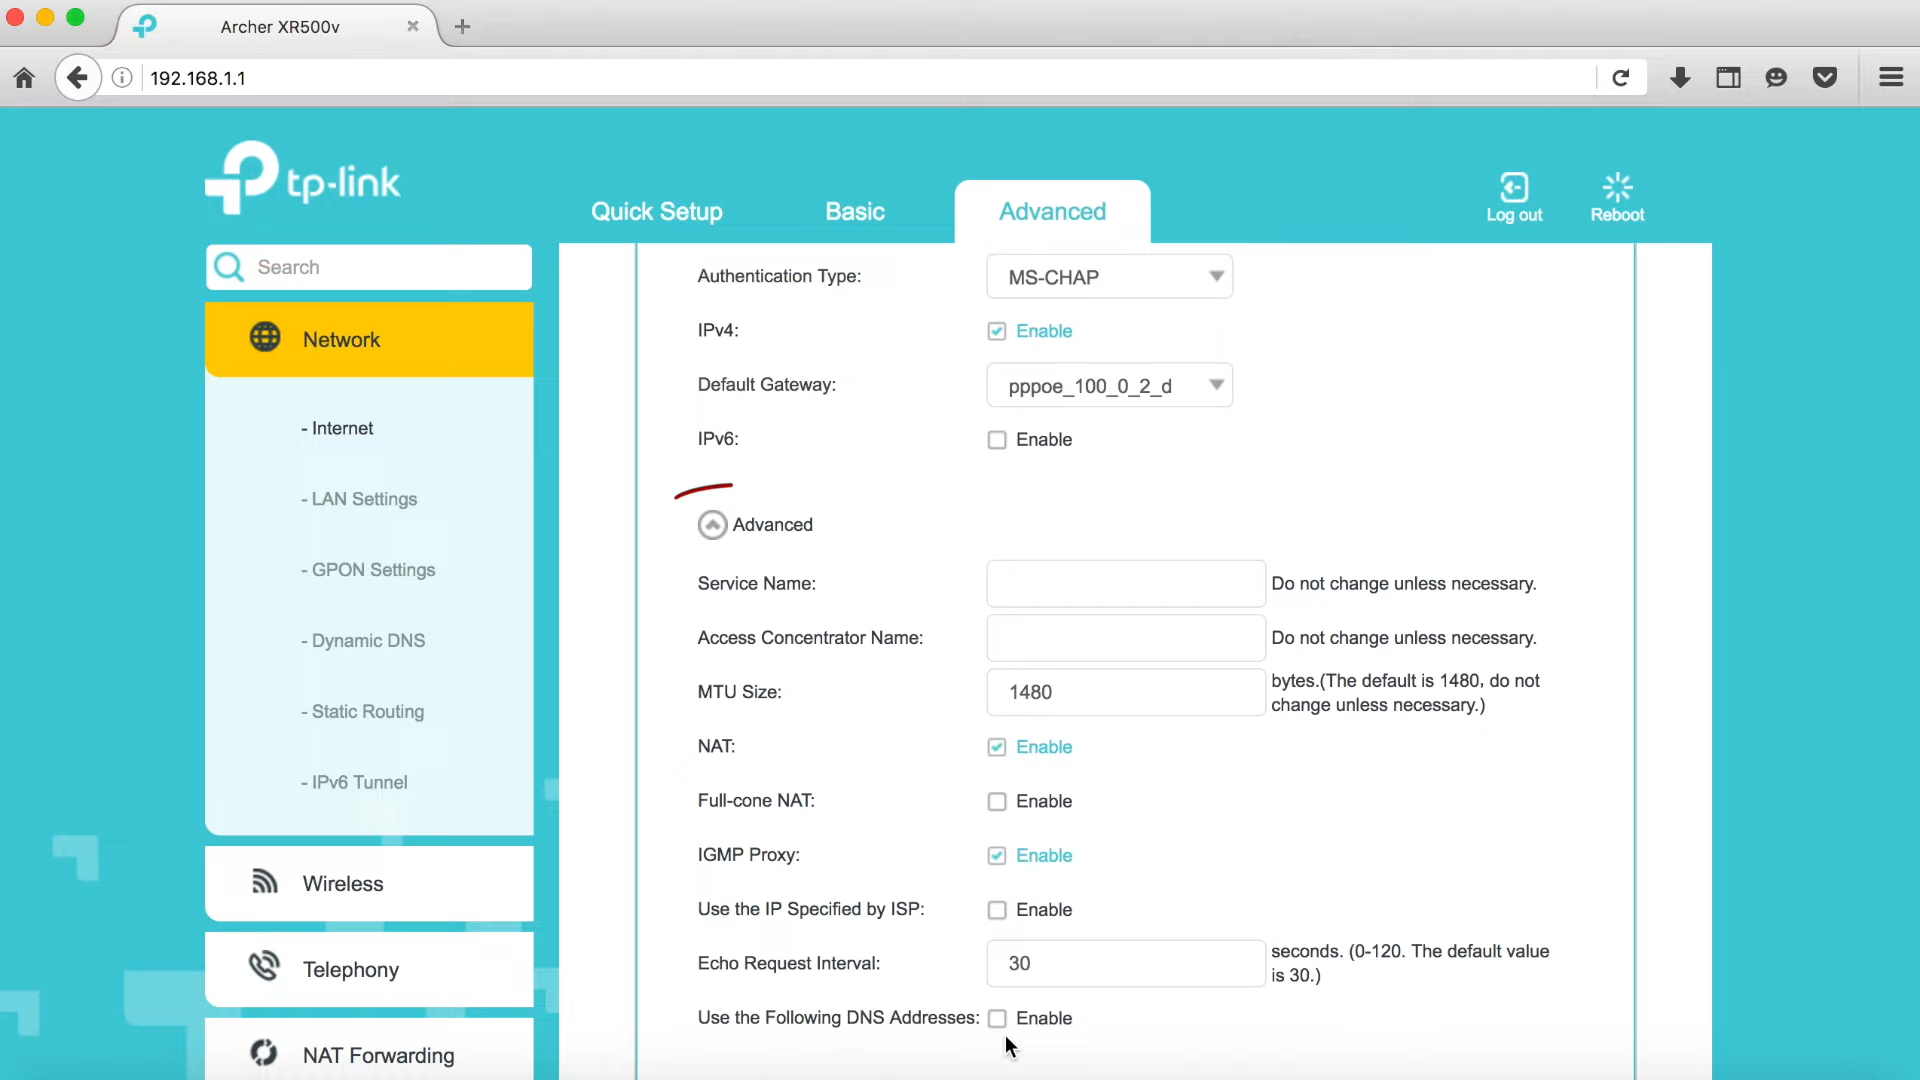 Archer XR500v
192.168.1.1
tp-link
Quick Setup
Basic
Advanced
Log out
Reboot
Search
Network
- Internet
- LAN Settings
- GPON Settings
- Dynamic DNS
- Static Routing
- IPv6 Tunnel
Wireless
Telephony
NAT Forwarding
Authentication Type: MS-CHAP
IPv4: Enable
Default Gateway: pppoe_100_0_2_d
IPv6: Enable
Advanced
Service Name: Do not change unless necessary.
Access Concentrator Name: Do not change unless necessary.
MTU Size: 1480 bytes.(The default is 1480, do not
change unless necessary.)
NAT: Enable
Full-cone NAT: Enable
IGMP Proxy: Enable
Use the IP Specified by ISP: Enable
Echo Request Interval: 30 seconds. (0-120. The default value
is 30.)
Use the Following DNS Addresses: Enable